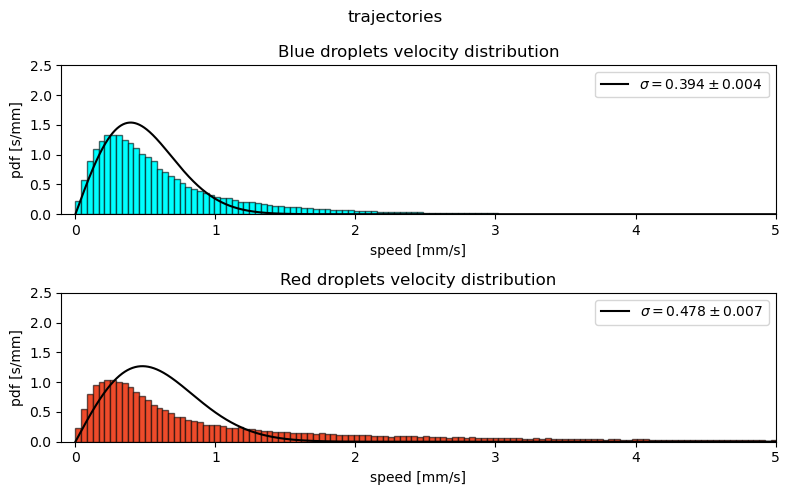 trajectories
Blue droplets velocity distribution
2.5
2.0
1.5
1.0
0.5
0.0
pdf [s/mm]
σ = 0.394 ± 0.004
0 1 2 3 4 5
speed [mm/s]
Red droplets velocity distribution
2.5
2.0
1.5
1.0
0.5
0.0
pdf [s/mm]
σ = 0.478 ± 0.007
0 1 2 3 4 5
speed [mm/s]